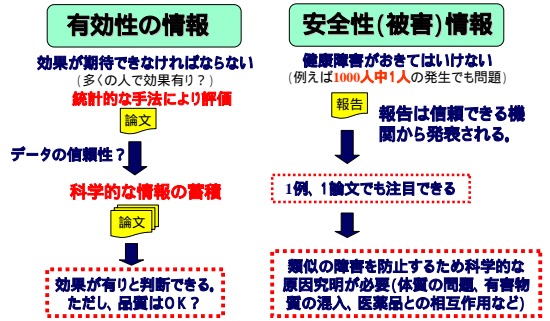 有効性の情報
効果が期待できなければならない
(多くの人で効果有り？)
統計的な手法により評価
論文
データの信頼性？
科学的な情報の蓄積
論文
効果が有りと判断できる。
ただし、品質はＯＫ？
安全性(被害)情報
健康障害がおきてはいけない
(例えば1000人中1人の発生でも問題)
報告
報告は信頼できる機
関から発表される。
1例、1論文でも注目できる
類似の障害を防止するため科学的な
原因究明が必要(体質の問題、有害物
質の混入、医薬品との相互作用など)